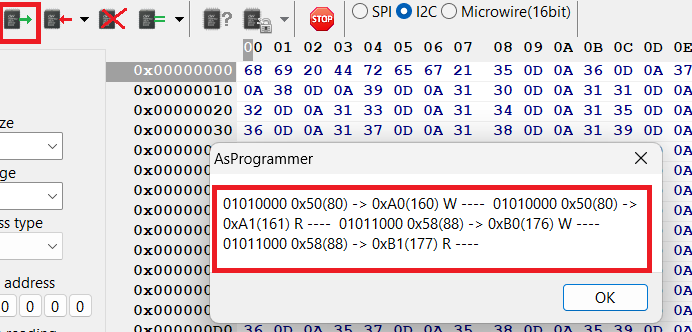 SPI I2C Microwire(16bit)
00 01 02 03 04 05 06 07 08 09 0A 0B 0C 0D 0E
0x00000000 68 69 20 44 72 65 67 21 35 0D 0A 36 0D 0A 37
0x00000010 0A 38 0D 0A 39 0D 0A 31 30 0D 0A 31 31 0D 0A
0x00000020 32 0D 0A 31 33 0D 0A 31 34 0D 0A 31 35 0D 0A
0x00000030 36 0D 0A 31 37 0D 0A 31 38 0D 0A 31 39 0D 0A
AsProgrammer
01010000 0x50(80) -> 0xA0(160) W ---- 01010000 0x50(80) ->
0xA1(161) R ---- 01011000 0x58(88) -> 0xB0(176) W ----
01011000 0x58(88) -> 0xB1(177) R ----
OK
address
0 0 0 0